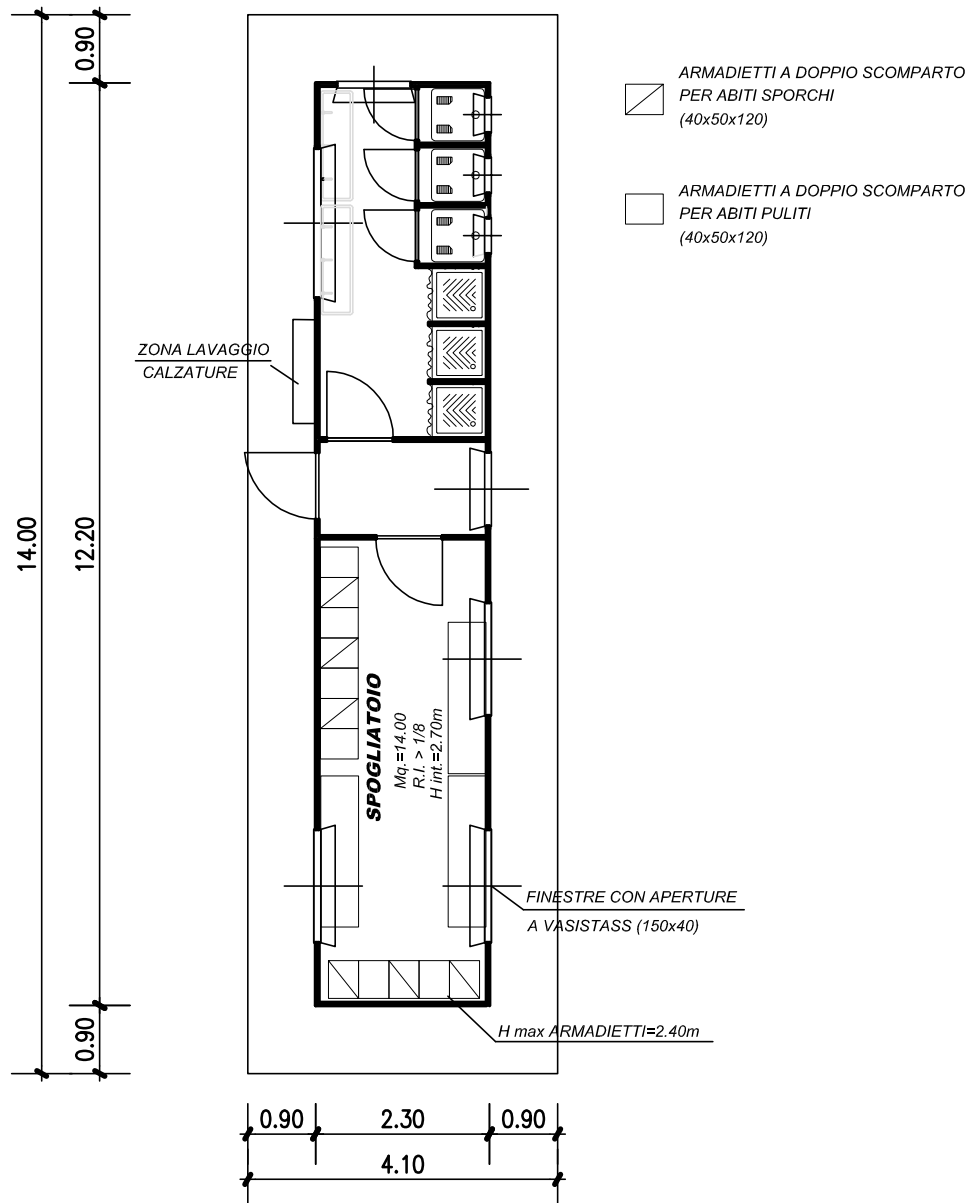 0.90
ARMADIETTI A DOPPIO SCOMPARTO
PER ABITI SPORCHI
(40x50x120)
ARMADIETTI A DOPPIO SCOMPARTO
PER ABITI PULITI
(40x50x120)
ZONA LAVAGGIO
CALZATURE
14.00
12.20
SPOGLIATOIO
Mq.=14.00
R.I. > 1/8
H int.=2.70m
FINESTRE CON APERTURE
A VASISTASS (150x40)
H max ARMADIETTI=2.40m
0.90
0.90
2.30
0.90
4.10